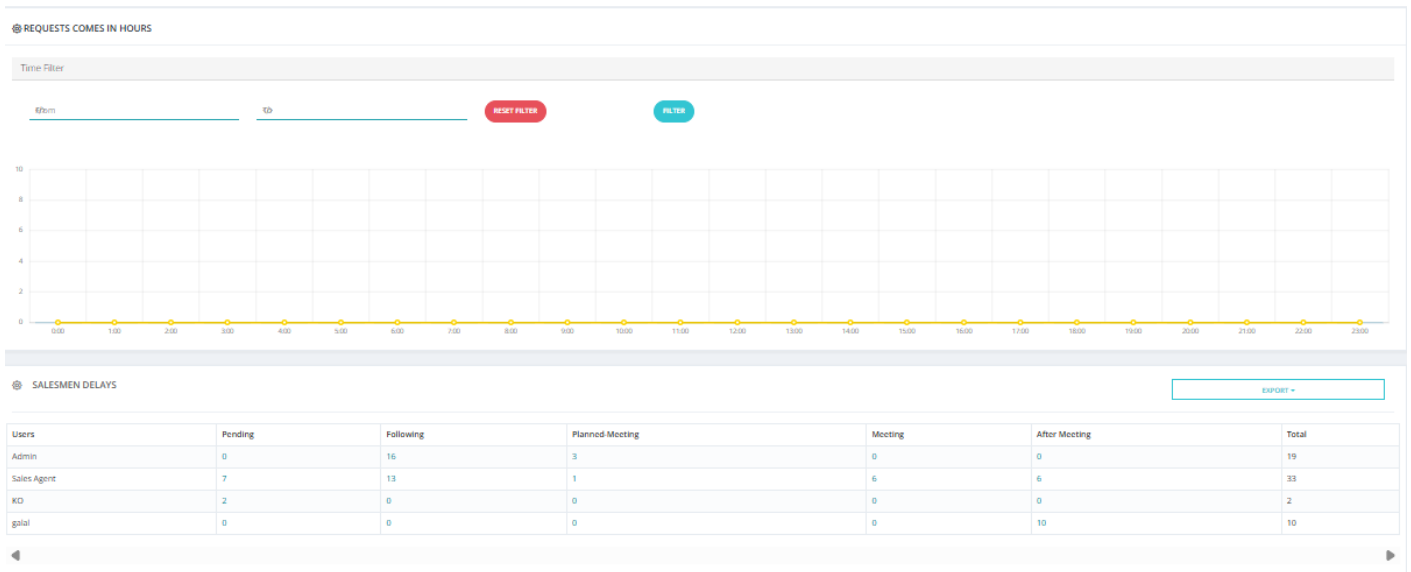 REQUESTS COMES IN HOURS
Time Filter
RESET FILTER FILTER
10
8
6
4
2
0
0:00 1:00 2:00 3:00 4:00 5:00 6:00 7:00 8:00 9:00 10:00 11:00 12:00 13:00 14:00 15:00 16:00 17:00 18:00 19:00 20:00 21:00 22:00 23:00
SALESMEN DELAYS EXPORT
Users Pending Following Planned-Meeting Meeting After Meeting Total
Admin 0 16 3 0 0 19
Sales Agent 7 13 1 6 6 33
KO 2 0 0 0 0 2
galal 0 0 0 0 10 10